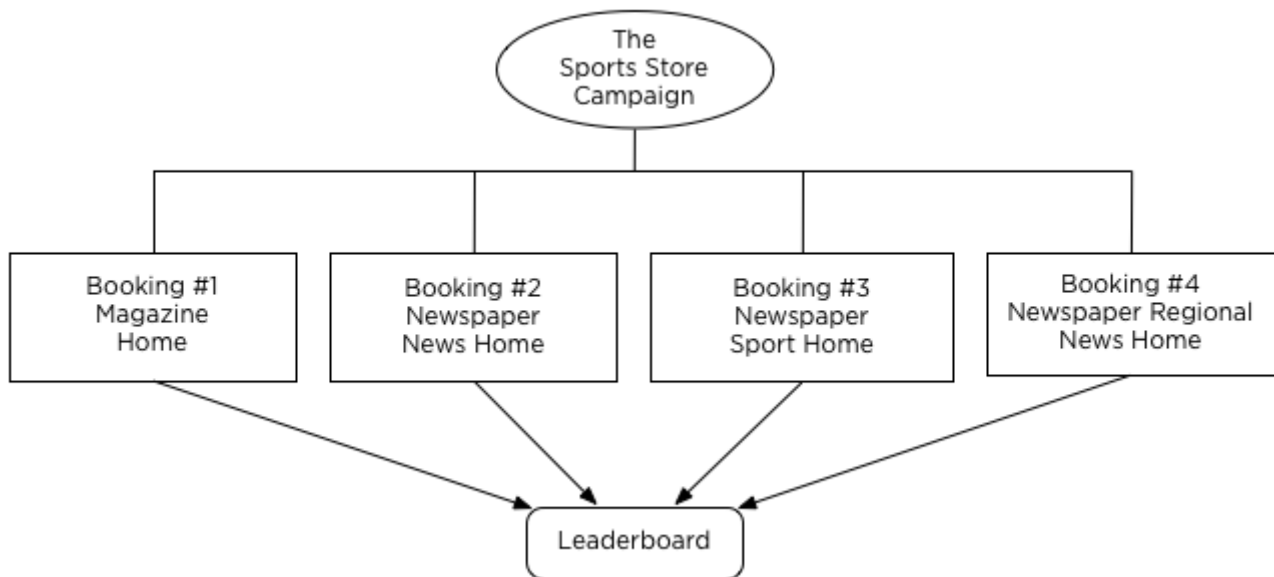 The
Sports Store
Campaign
Booking #1
Magazine
Home
Booking #2
Newspaper
News Home
Booking #3
Newspaper
Sport Home
Booking #4
Newspaper Regional
News Home
Leaderboard